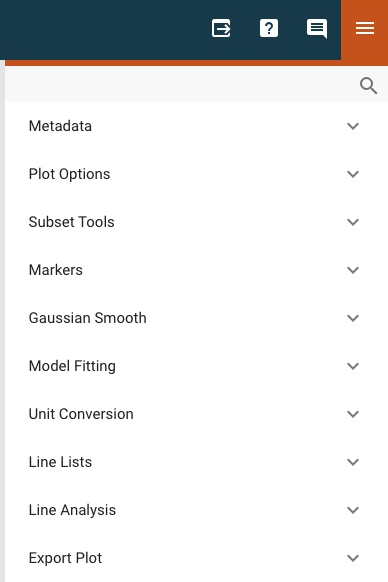 Metadata
Plot Options
Subset Tools
Markers
Gaussian Smooth
Model Fitting
Unit Conversion
Line Lists
Line Analysis
Export Plot